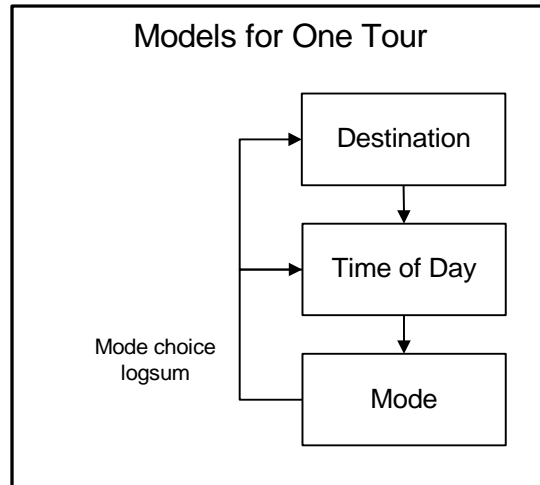 Models for One Tour
Destination
Time of Day
Mode choice
logsum
Mode